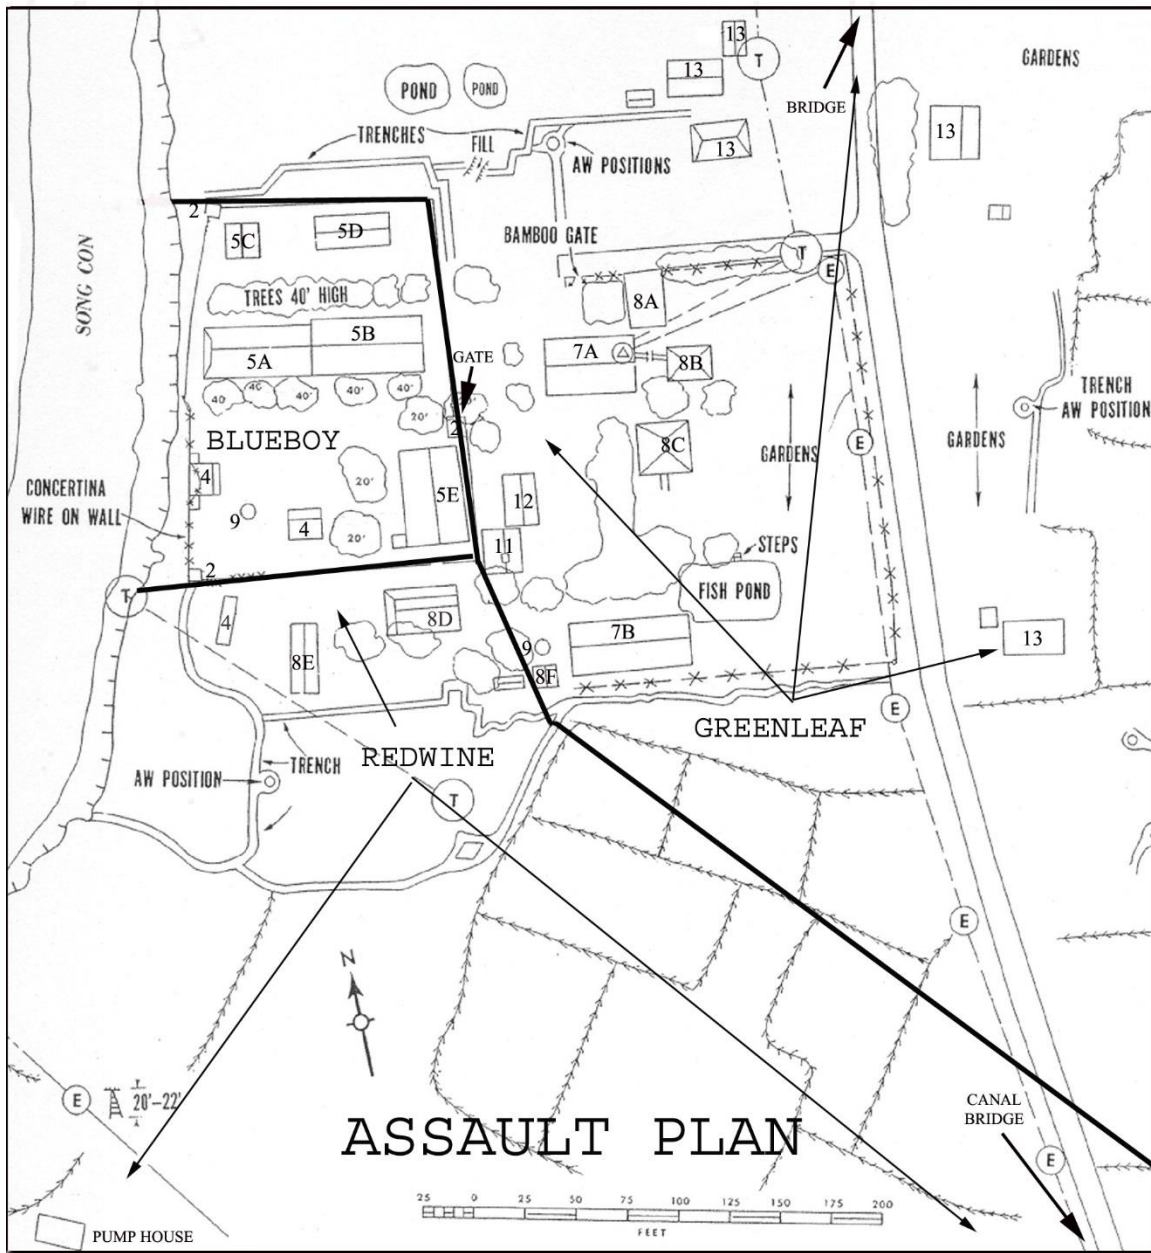 13
T
13
GARDENS
POND
POND
BRIDGE
TRENCHES
FILL
13
13
AW POSITIONS
2
5C
5D
BAMBOO GATE
T
E
SONG CON
TREES 40' HIGH
8A
5A
5B
GATE
7A
8B
40'
40'
40'
40'
40'
20'
2
TRENCH
AW POSITION
BLUEBOY
8C
GARDENS
E
GARDENS
CONCERTINA
WIRE ON WALL
4
20'
5E
12
9
4
20'
11
STEPS
2
T
FISH POND
4
8D
8E
9
7B
13
8F
E
GREENLEAF
REDWINE
AW POSITION
TRENCH
T
E
N
E
20'-22'
ASSAULT PLAN
CANAL
BRIDGE
E
25 0 25 50 75 100 125 150 175 200
FEET
PUMP HOUSE